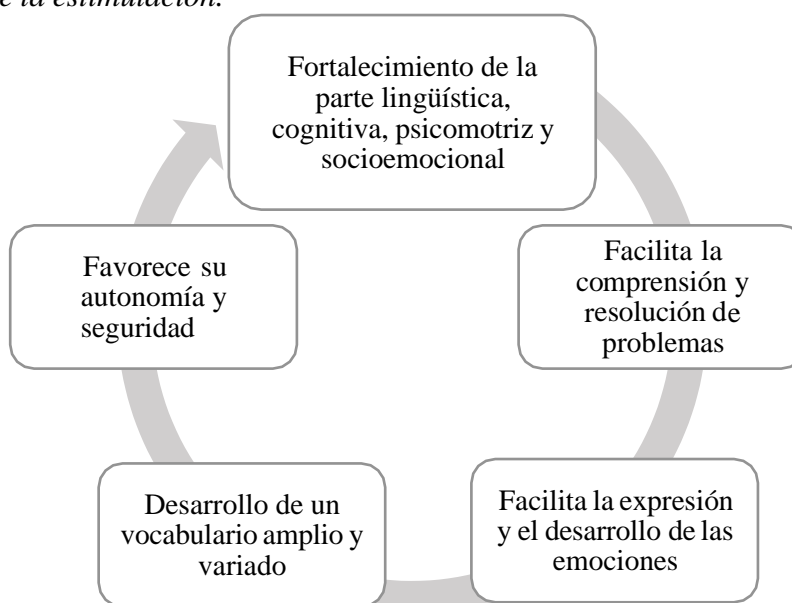 la estimulación.
Fortalecimiento de la
parte lingüística,
cognitiva, psicomotriz y
socioemocional
Facilita la
comprensión y
resolución de
problemas
Facilita la expresión
y el desarrollo de las
emociones
Desarrollo de un
vocabulario amplio y
variado
Favorece su
autonomía y
seguridad